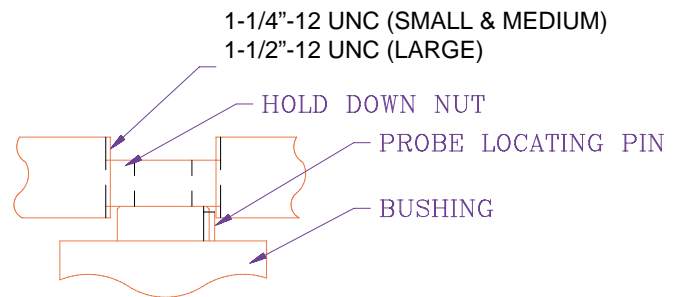 1-1/4”-12 UNC (SMALL & MEDIUM)
1-1/2”-12 UNC (LARGE)
HOLD DOWN NUT
PROBE LOCATING PIN
BUSHING